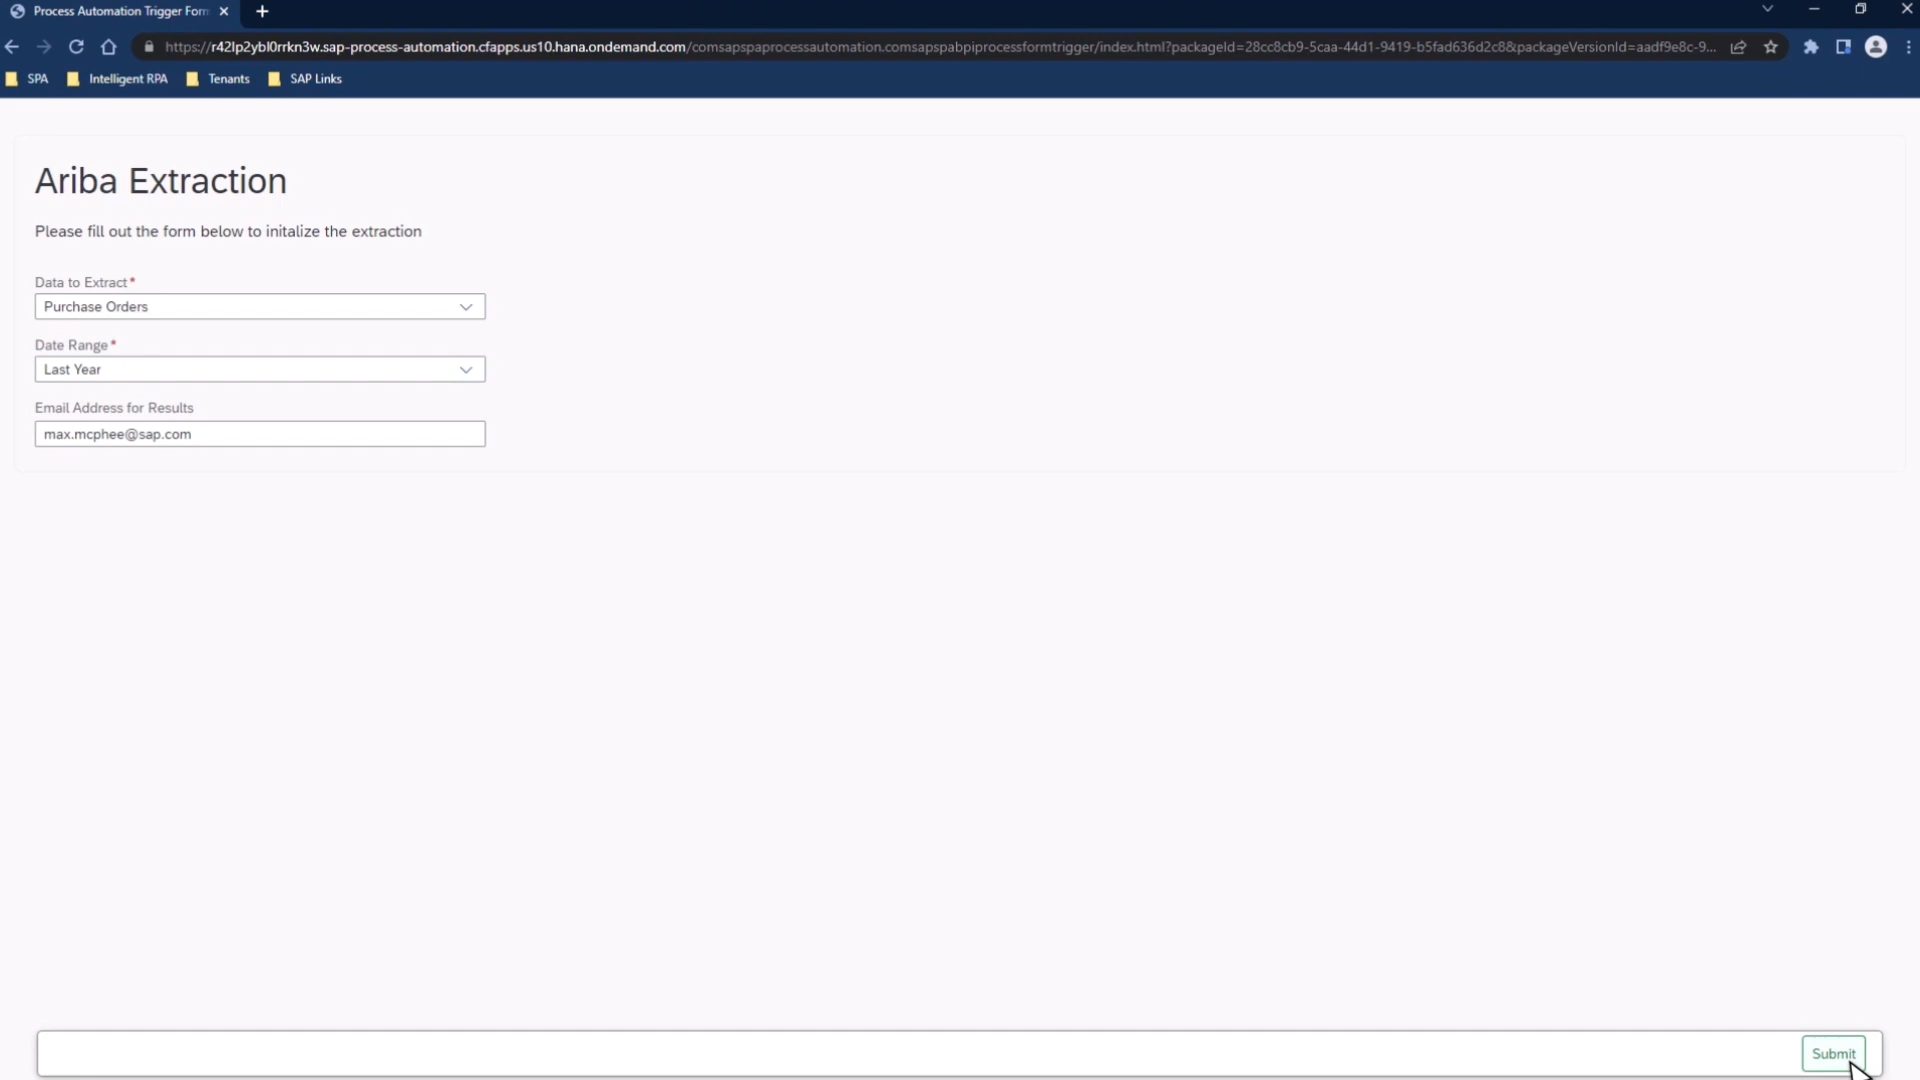 Process Automation Trigger Form
https://r42lp2ybl0rrkn3w.sap-process-automation.cfapps.us10.hana.ondemand.com/comsapspaprocessautomation.comsapspabpiprocessformtrigger/index.html?packageId=28cc8cb9-5caa-44d1-9419-b5fad636d2c88&packageVersionId=aadf9e8c-9...
SPA Intelligent RPA Tenants SAP Links
Ariba Extraction
Please fill out the form below to initalize the extraction
Data to Extract*
Purchase Orders
Date Range*
Last Year
Email Address for Results
max.mcphee@sap.com
Submit